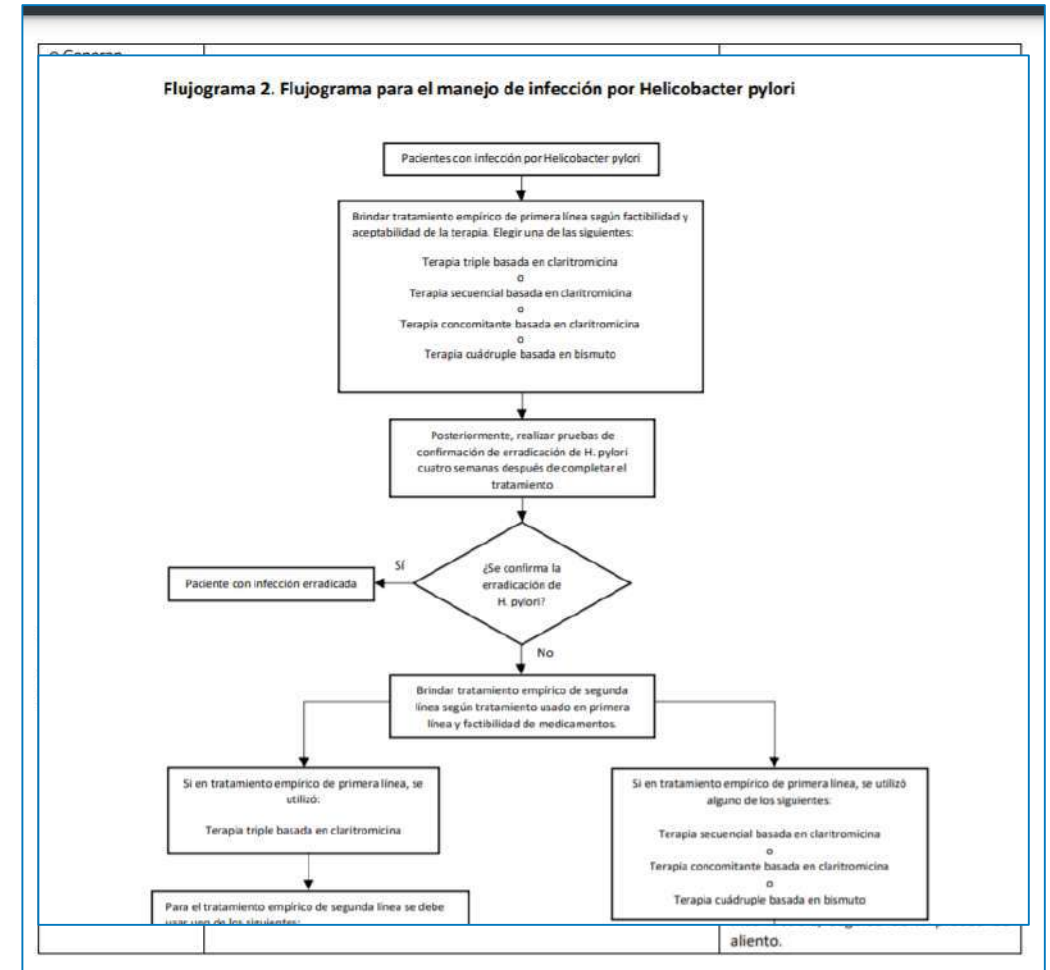 Flujograma 2. Flujograma para el manejo de infección por Helicobacter pylori
Pacientes con infección por Helicobacter pylori
Brindar tratamiento empírico de primera línea según factibilidad y
aceptabilidad de la terapia. Elegir una de las siguientes:
Terapia triple basada en claritromicina
o
Terapia secuencial basada en claritromicina
o
Terapia concomitante basada en claritromicina
o
Terapia cuádruple basada en bismuto
Posteriormente, realizar pruebas de
confirmación de erradicación de H. pylori
cuatro semanas después de completar el
tratamiento
¿Se confirma la
erradicación de
H. pylori?
Sí
Paciente con infección erradicada
No
Brindar tratamiento empírico de segunda
línea según tratamiento usado en primera
línea y factibilidad de medicamentos.
Si en tratamiento empírico de primera línea, se
utilizó:
Terapia triple basada en claritromicina
Si en tratamiento empírico de primera línea, se utilizó
alguno de los siguientes:
Terapia secuencial basada en claritromicina
o
Terapia concomitante basada en claritromicina
o
Terapia cuádruple basada en bismuto
Para el tratamiento empírico de segunda línea se debe
usar uno de los siguientes:
aliento.